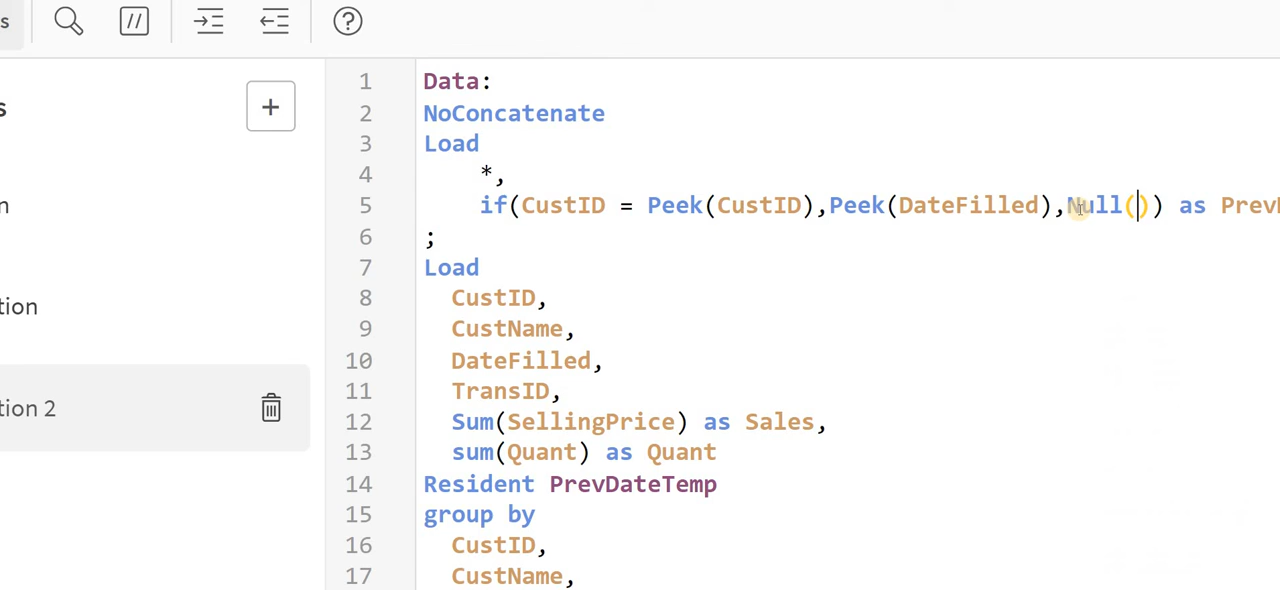 s // ?
s +
n
tion
tion 2
1 Data:
2 NoConcatenate
3 Load
4 *,
5 if(CustID = Peek(CustID),Peek(DateFilled),Null()) as Prev
6 ;
7 Load
8 CustID,
9 CustName,
10 DateFilled,
11 TransID,
12 Sum(SellingPrice) as Sales,
13 sum(Quant) as Quant
14 Resident PrevDateTemp
15 group by
16 CustID,
17 CustName,